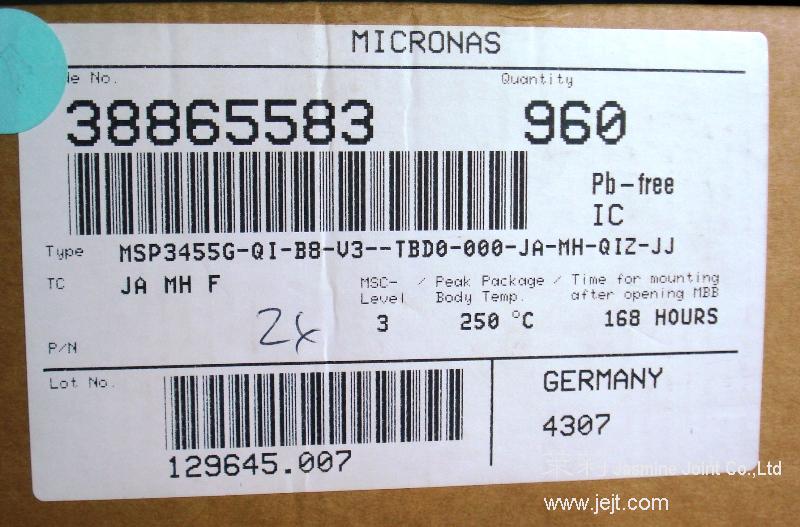 MICRONAS
No.
Quantity
38865583
960
Pb-free
IC
Type MSP3455G-QI-B8-V3--TBD0-000-JA-MH-QIZ-JJ
TC JA MH F
MSC-Level / Peak Package Body Temp. / Time for mounting after opening MBB
3 250 °C 168 HOURS
2x
P/N
Lot No.
129645.007
GERMANY
4307
茉莉 Jasmine Joint Co.,Ltd
www.jejt.com